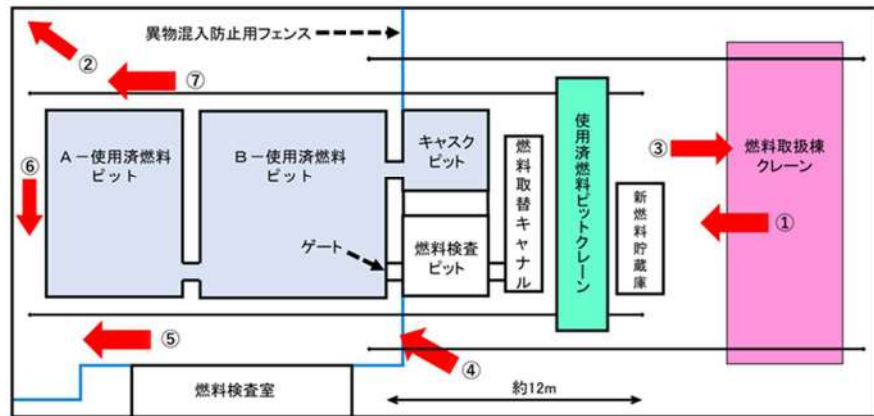 異物混入防止用フェンス
②
⑦
A－使用済燃料
ピット
B－使用済燃料
ピット
キャスク
ピット
燃料取替キャナル
使用済燃料ピットクレーン
③
燃料取扱棟
クレーン
⑥
新燃料貯蔵庫
①
ゲート
燃料検査
ピット
⑤
④
燃料検査室
約12m